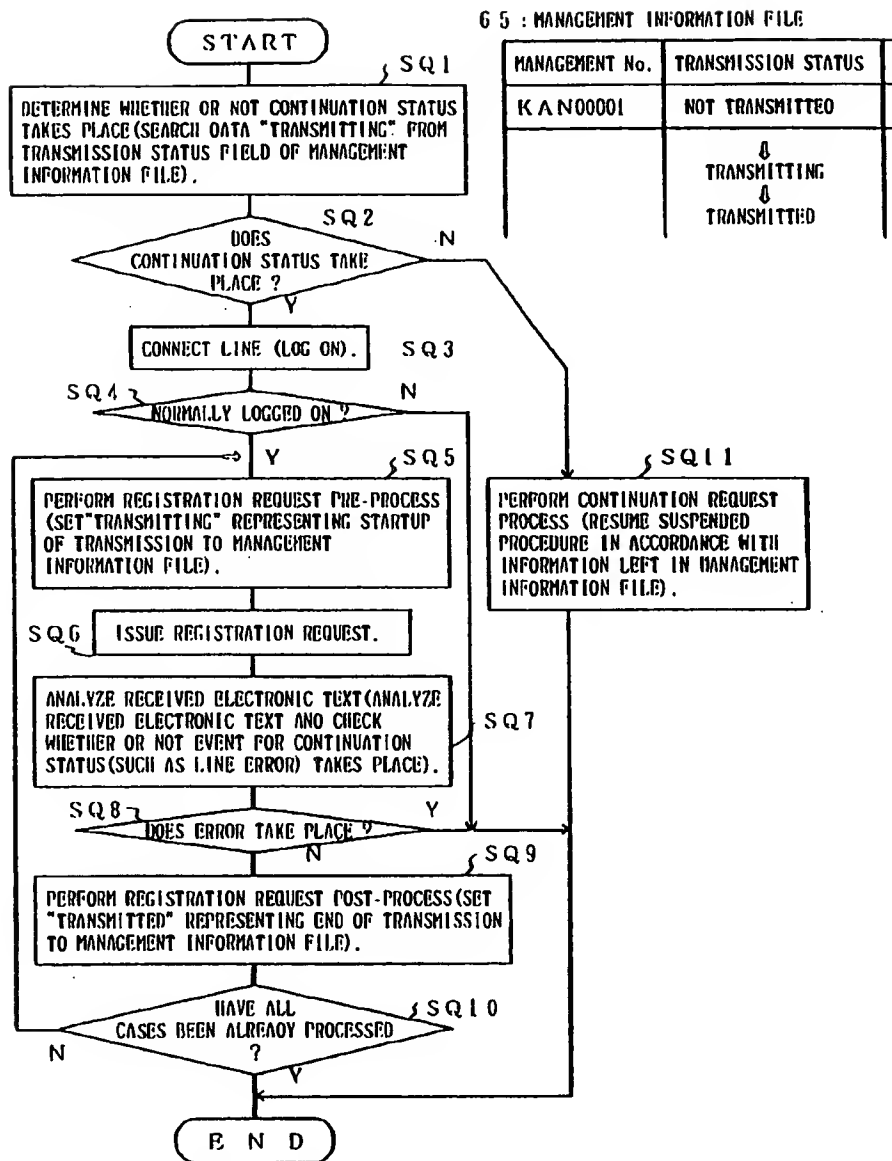 START
SQ1
DETERMINE WHETHER OR NOT CONTINUATION STATUS
TAKES PLACE (SEARCH DATA "TRANSMITTING" FROM
TRANSMISSION STATUS FIELD OF MANAGEMENT
INFORMATION FILE).
65 : MANAGEMENT INFORMATION FILE
MANAGEMENT No. TRANSMISSION STATUS
KAN00001 NOT TRANSMITTED
⇓
TRANSMITTING
⇓
TRANSMITTED
SQ2
DOES
CONTINUATION STATUS TAKE
PLACE ?
N
Y
CONNECT LINE (LOG ON).
SQ3
SQ4
NORMALLY LOGGED ON ?
N
Y
SQ5
PERFORM REGISTRATION REQUEST PRE-PROCESS
(SET "TRANSMITTING" REPRESENTING STARTUP
OF TRANSMISSION TO MANAGEMENT
INFORMATION FILE).
SQ11
PERFORM CONTINUATION REQUEST
PROCESS (RESUME SUSPENDED
PROCEDURE IN ACCORDANCE WITH
INFORMATION LEFT IN MANAGEMENT
INFORMATION FILE).
SQ6
ISSUE REGISTRATION REQUEST.
ANALYZE RECEIVED ELECTRONIC TEXT (ANALYZE
RECEIVED ELECTRONIC TEXT AND CHECK
WHETHER OR NOT EVENT FOR CONTINUATION
STATUS (SUCH AS LINE ERROR) TAKES PLACE).
SQ7
SQ8
DOES ERROR TAKE PLACE ?
Y
N
SQ9
PERFORM REGISTRATION REQUEST POST-PROCESS (SET
"TRANSMITTED" REPRESENTING END OF TRANSMISSION
TO MANAGEMENT INFORMATION FILE).
SQ10
HAVE ALL
CASES BEEN ALREADY PROCESSED
?
N
Y
END